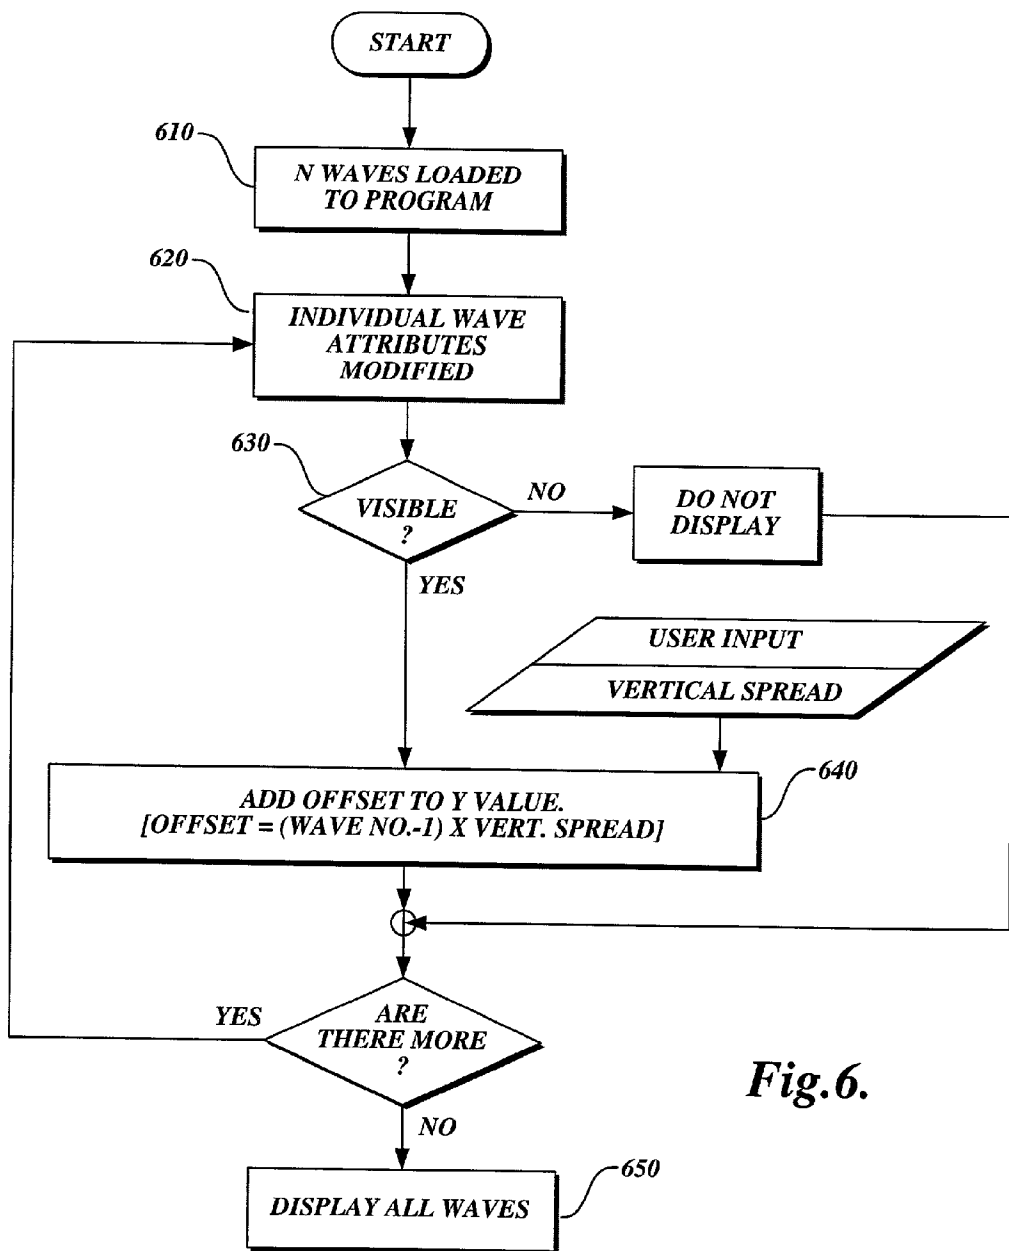 START
610
N WAVES LOADED
TO PROGRAM
620
INDIVIDUAL WAVE
ATTRIBUTES
MODIFIED
630
VISIBLE
?
NO
DO NOT
DISPLAY
YES
USER INPUT
VERTICAL SPREAD
640
ADD OFFSET TO Y VALUE.
[OFFSET = (WAVE NO.-1) X VERT. SPREAD]
YES
ARE
THERE MORE
?
Fig.6.
NO
650
DISPLAY ALL WAVES